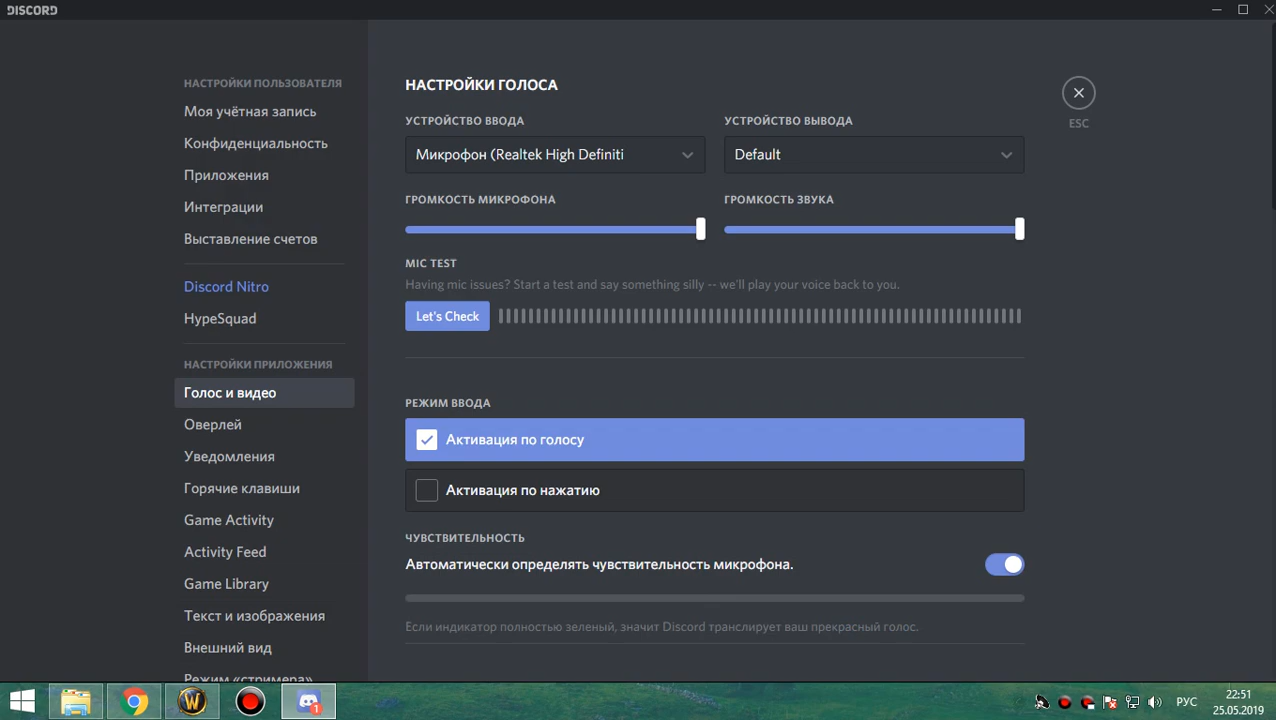 DISCORD
НАСТРОЙКИ ПОЛЬЗОВАТЕЛЯ
Моя учётная запись
Конфиденциальность
Приложения
Интеграции
Выставление счетов
Discord Nitro
HypeSquad
НАСТРОЙКИ ПРИЛОЖЕНИЯ
Голос и видео
Оверлей
Уведомления
Горячие клавиши
Game Activity
Activity Feed
Game Library
Текст и изображения
Внешний вид
Режим «стримера»
НАСТРОЙКИ ГОЛОСА
УСТРОЙСТВО ВВОДА
УСТРОЙСТВО ВЫВОДА
Микрофон (Realtek High Definiti
Default
ГРОМКОСТЬ МИКРОФОНА
ГРОМКОСТЬ ЗВУКА
MIC TEST
Having mic issues? Start a test and say something silly -- we'll play your voice back to you.
Let's Check
РЕЖИМ ВВОДА
Активация по голосу
Активация по нажатию
ЧУВСТВИТЕЛЬНОСТЬ
Автоматически определять чувствительность микрофона.
Если индикатор полностью зеленый, значит Discord транслирует ваш прекрасный голос.
ESC
W
1
РУС
22:51
25.05.2019